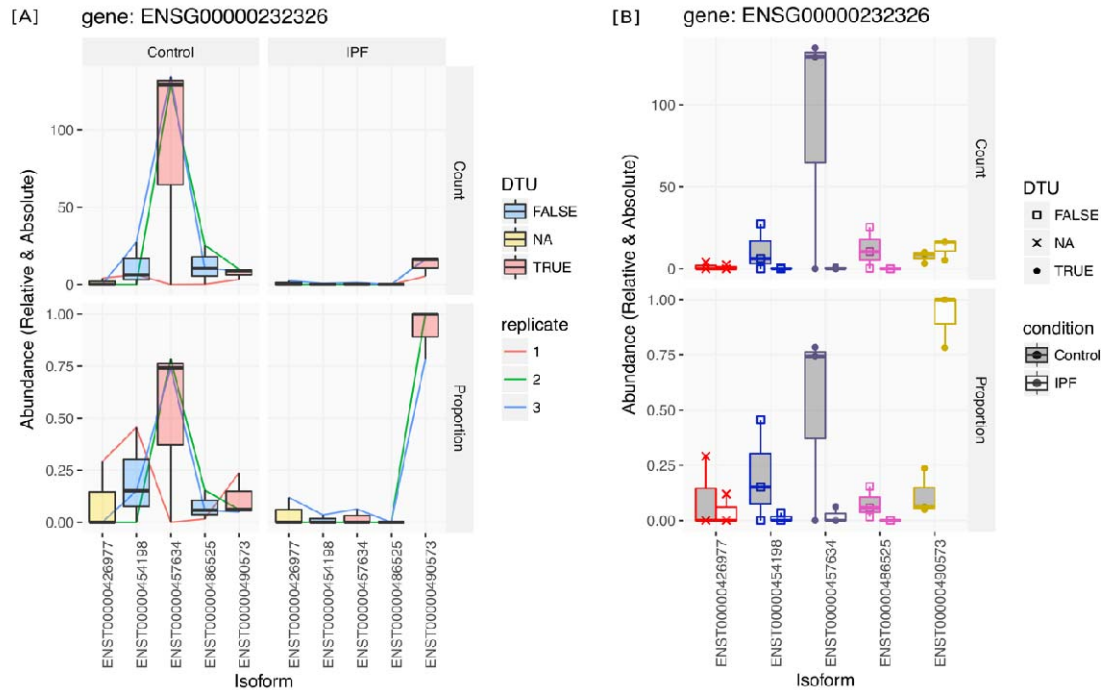 [A]
gene: ENSG00000232326
Control
IPF
Abundance (Relative & Absolute)
100
50
0
Count
1.00
0.75
0.50
0.25
0.00
Proportion
ENST00000426977
ENST00000454198
ENST00000457634
ENST00000486525
ENST00000490573
ENST00000426977
ENST00000454198
ENST00000457634
ENST00000486525
ENST00000490573
Isoform
DTU
FALSE
NA
TRUE
replicate
1
2
3
[B]
gene: ENSG00000232326
Abundance (Relative & Absolute)
100
50
0
Count
1.00
0.75
0.50
0.25
0.00
Proportion
ENST00000426977
ENST00000454198
ENST00000457634
ENST00000486525
ENST00000490573
Isoform
DTU
FALSE
NA
TRUE
condition
Control
IPF